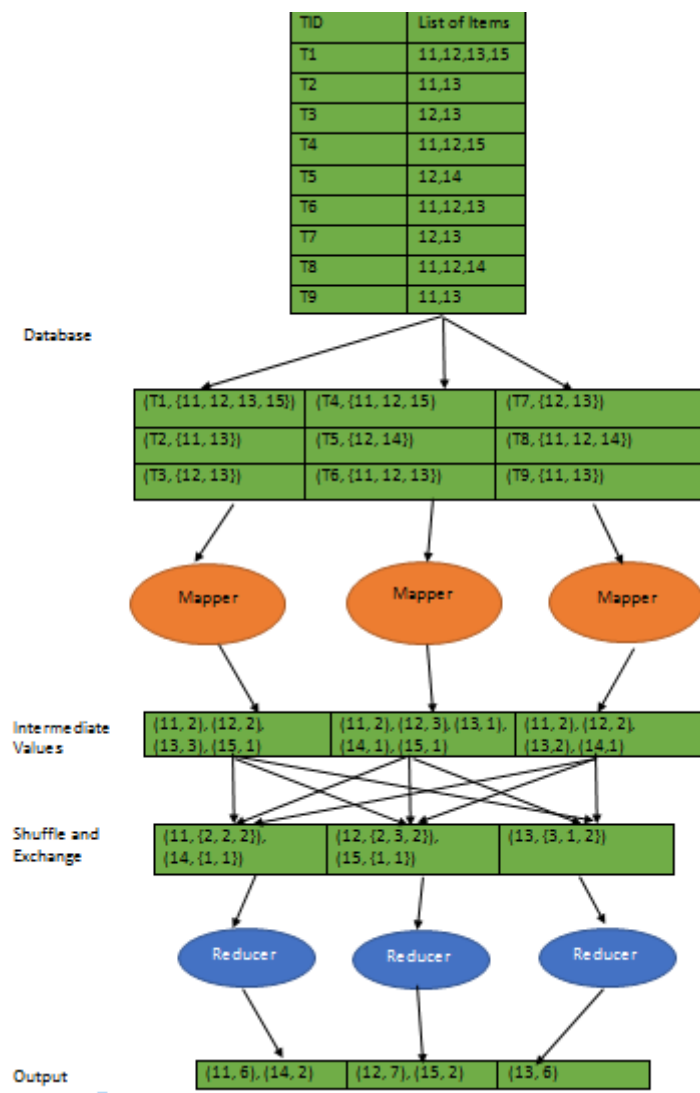 TID List of Items
T1 11,12,13,15
T2 11,13
T3 12,13
T4 11,12,15
T5 12,14
T6 11,12,13
T7 12,13
T8 11,12,14
T9 11,13
Database
(T1, {11, 12, 13, 15}) (T4, {11, 12, 15) (T7, {12, 13})
(T2, {11, 13}) (T5, {12, 14}) (T8, {11, 12, 14})
(T3, {12, 13}) (T6, {11, 12, 13}) (T9, {11, 13})
Mapper Mapper Mapper
Intermediate (11, 2), (12, 2), (11, 2), (12, 3), (13, 1), (11, 2), (12, 2),
Values (13, 3), (15, 1) (14, 1), (15, 1) (13,2), (14,1)
Shuffle and (11, {2, 2, 2}), (12, {2, 3, 2}), (13, {3, 1, 2})
Exchange (14, {1, 1}) (15, {1, 1})
Reducer Reducer Reducer
Output (11, 6), (14, 2) (12, 7), (15, 2) (13, 6)